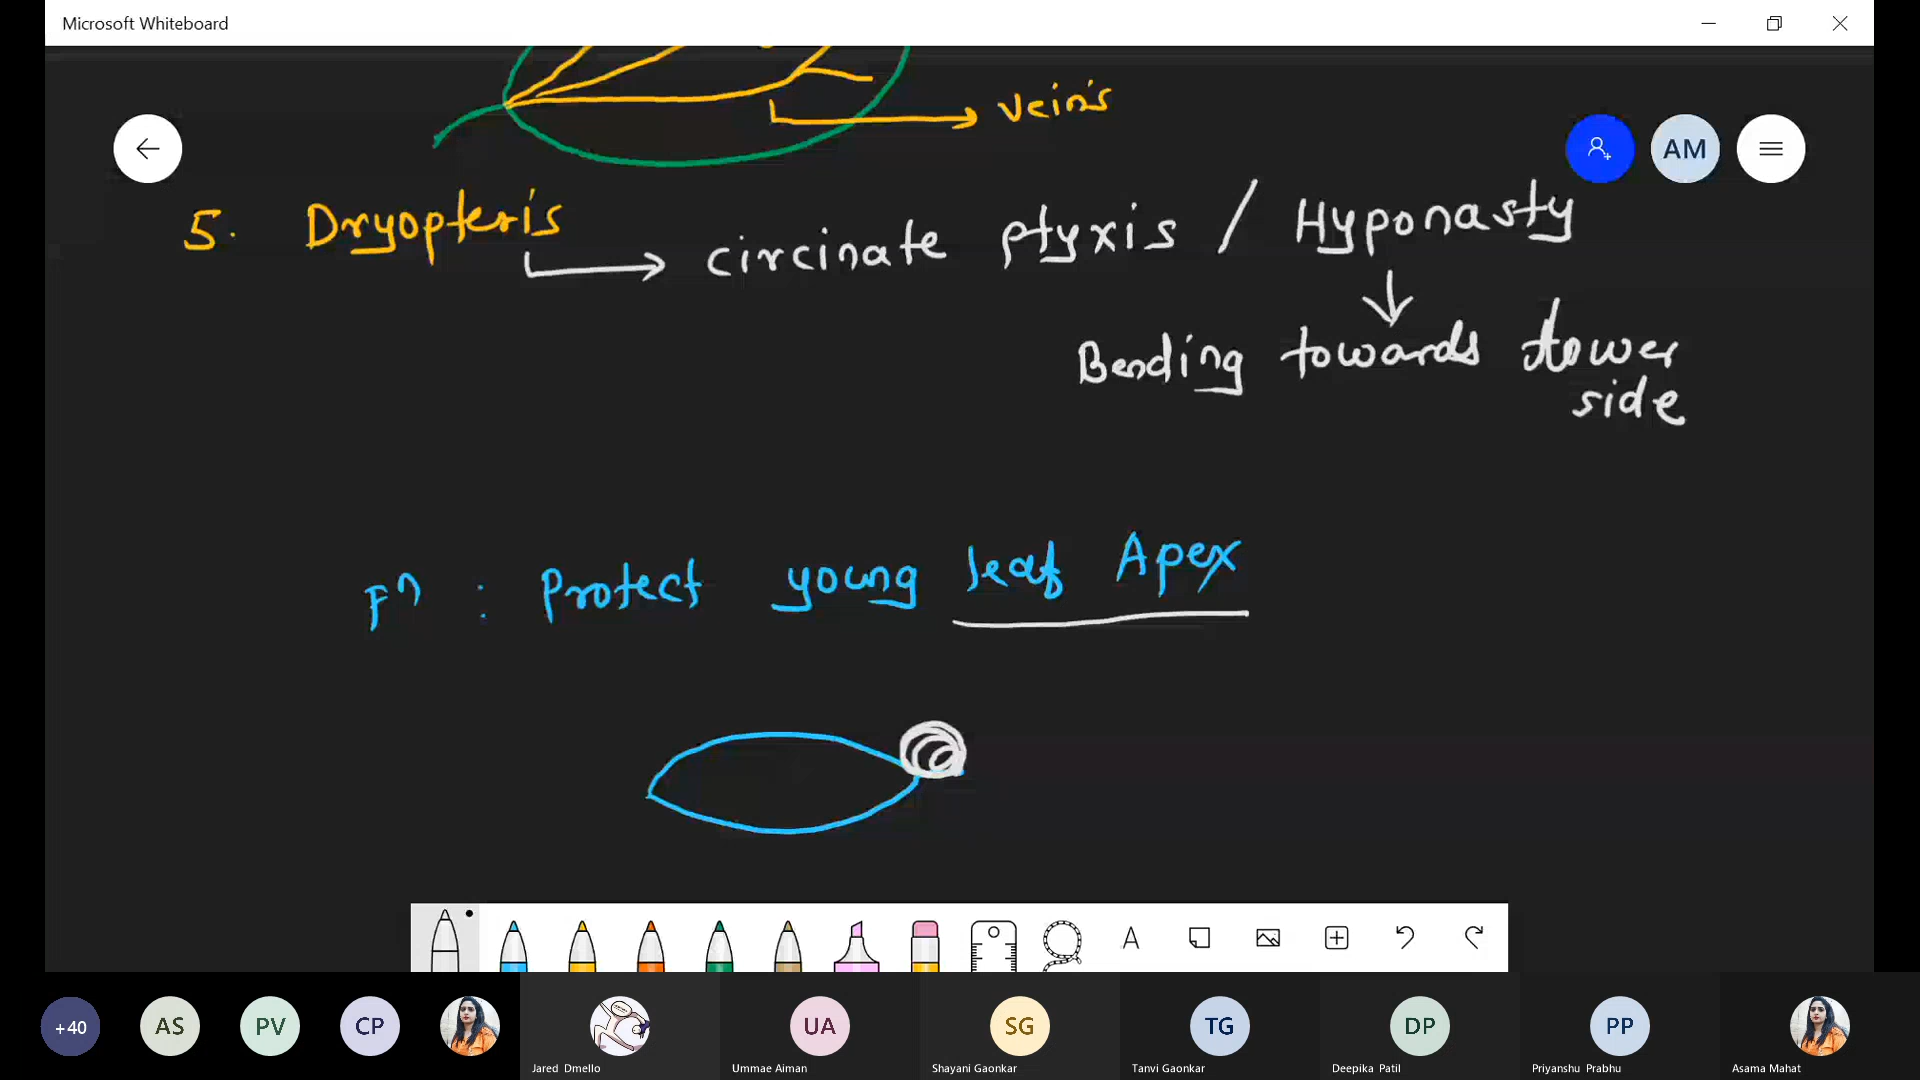 Microsoft Whiteboard
veins
AM
5. Dryopteris
circinate ptyxis / Hyponasty
Bending towards lower
side
Fn : Protect young leaf Apex
A
+40
AS
PV
CP
UA
SG
TG
DP
PP
Jared Dmello
Ummae Aiman
Shayani Gaonkar
Tanvi Gaonkar
Deepika Patil
Priyanshu Prabhu
Asama Mahat